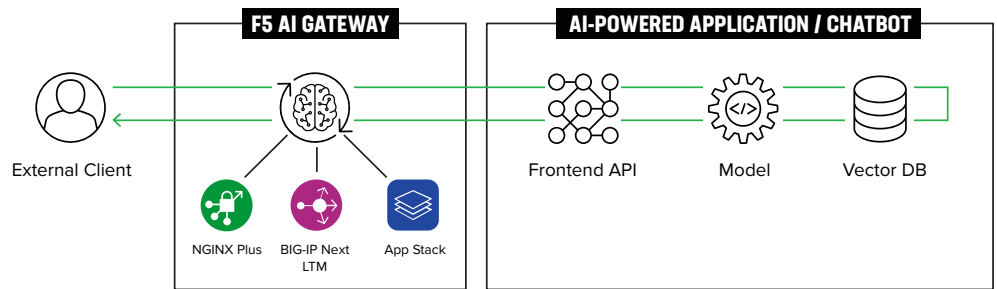 F5 AI GATEWAY
AI-POWERED APPLICATION / CHATBOT
</>
External Client
Frontend API
Model
Vector DB
NGINX Plus
BIG-IP Next
LTM
App Stack